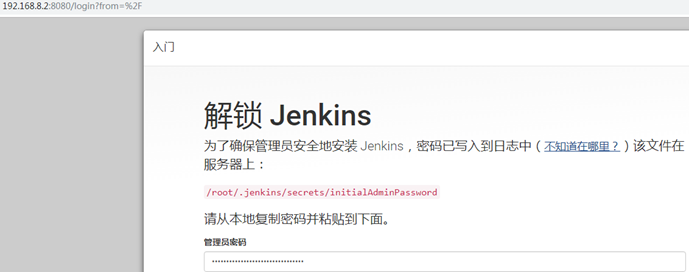 192.168.8.2:8080/login?from=%2F
入门
解锁 Jenkins
为了确保管理员安全地安装 Jenkins，密码已写入到日志中（不知道在哪里？）该文件在
服务器上：
/root/.jenkins/secrets/initialAdminPassword
请从本地复制密码并粘贴到下面。
管理员密码